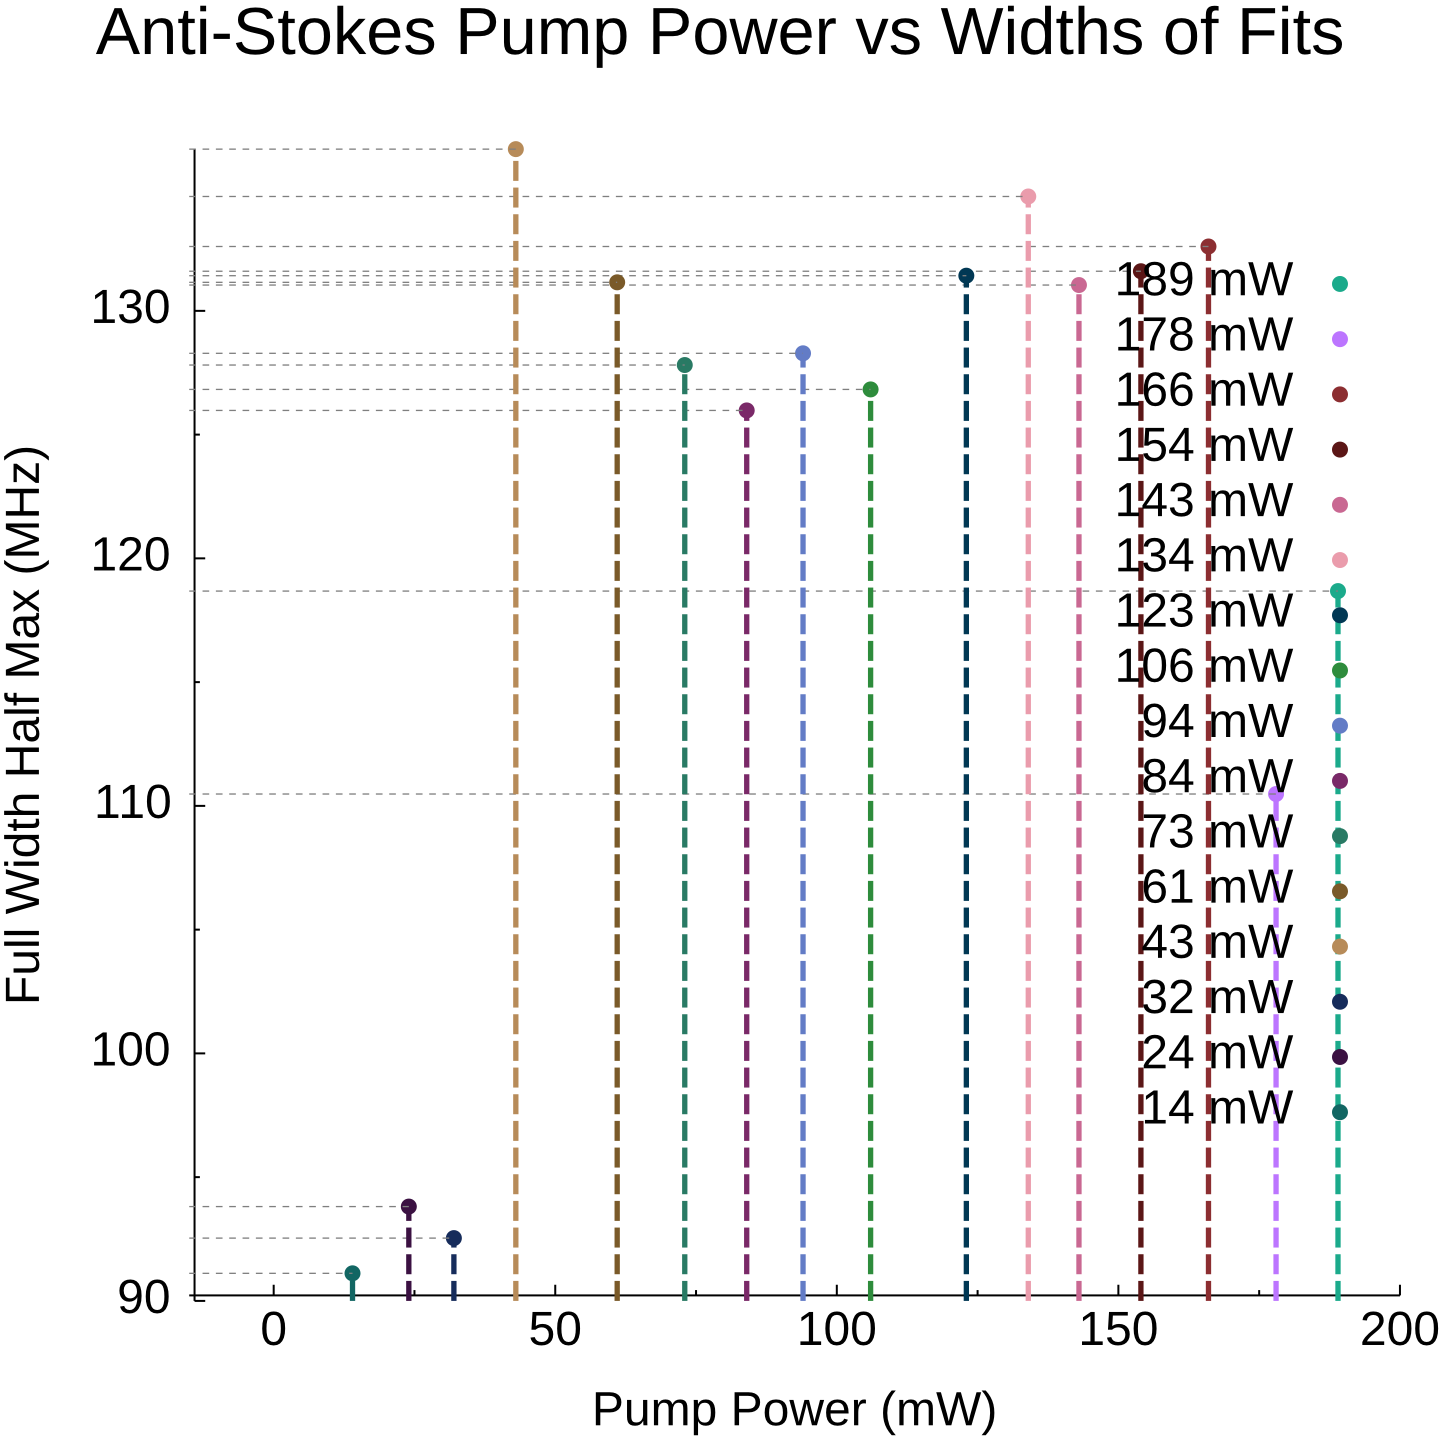 Anti-Stokes Pump Power vs Widths of Fits
Full Width Half Max (MHz)
130
120
110
100
90
189 mW
178 mW
166 mW
154 mW
143 mW
134 mW
123 mW
106 mW
94 mW
84 mW
73 mW
61 mW
43 mW
32 mW
24 mW
14 mW
0 50 100 150 200
Pump Power (mW)